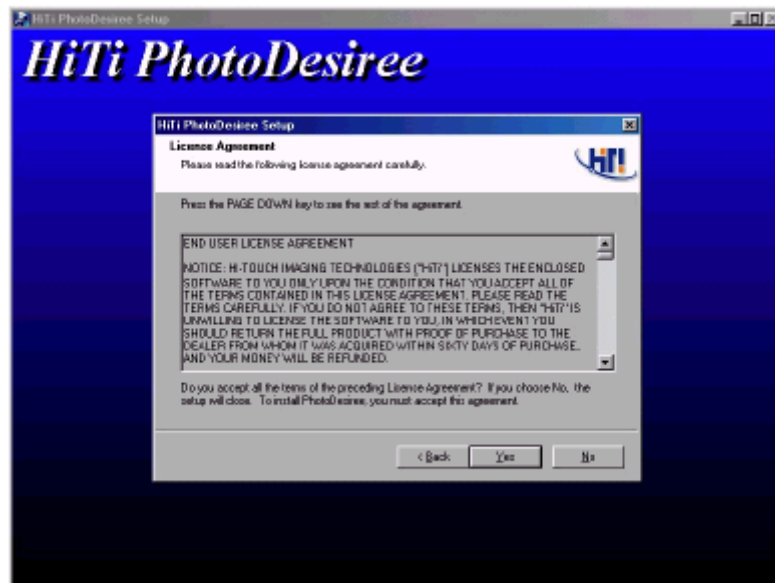 HiTi PhotoDesiree Setup
HiTi PhotoDesiree
HiTi PhotoDesiree Setup
License Agreement
Please read the following license agreement carefully.
HiTi
Press the PAGE DOWN key to see the rest of the agreement.
END USER LICENSE AGREEMENT
NOTICE: HI-TOUCH IMAGING TECHNOLOGIES ("HiTi") LICENSES THE ENCLOSED
SOFTWARE TO YOU ONLY UPON THE CONDITION THAT YOU ACCEPT ALL OF
THE TERMS CONTAINED IN THIS LICENSE AGREEMENT. PLEASE READ THE
TERMS CAREFULLY. IF YOU DO NOT AGREE TO THESE TERMS, THEN "HiTi" IS
UNWILLING TO LICENSE THE SOFTWARE TO YOU, IN WHICH EVENT YOU
SHOULD RETURN THE FULL PRODUCT WITH PROOF OF PURCHASE TO THE
DEALER FROM WHOM IT WAS ACQUIRED WITHIN SIXTY DAYS OF PURCHASE,
AND YOUR MONEY WILL BE REFUNDED.
Do you accept all the terms of the preceding License Agreement? If you choose No, the
setup will close. To install PhotoDesiree, you must accept this agreement.
< Back Yes No